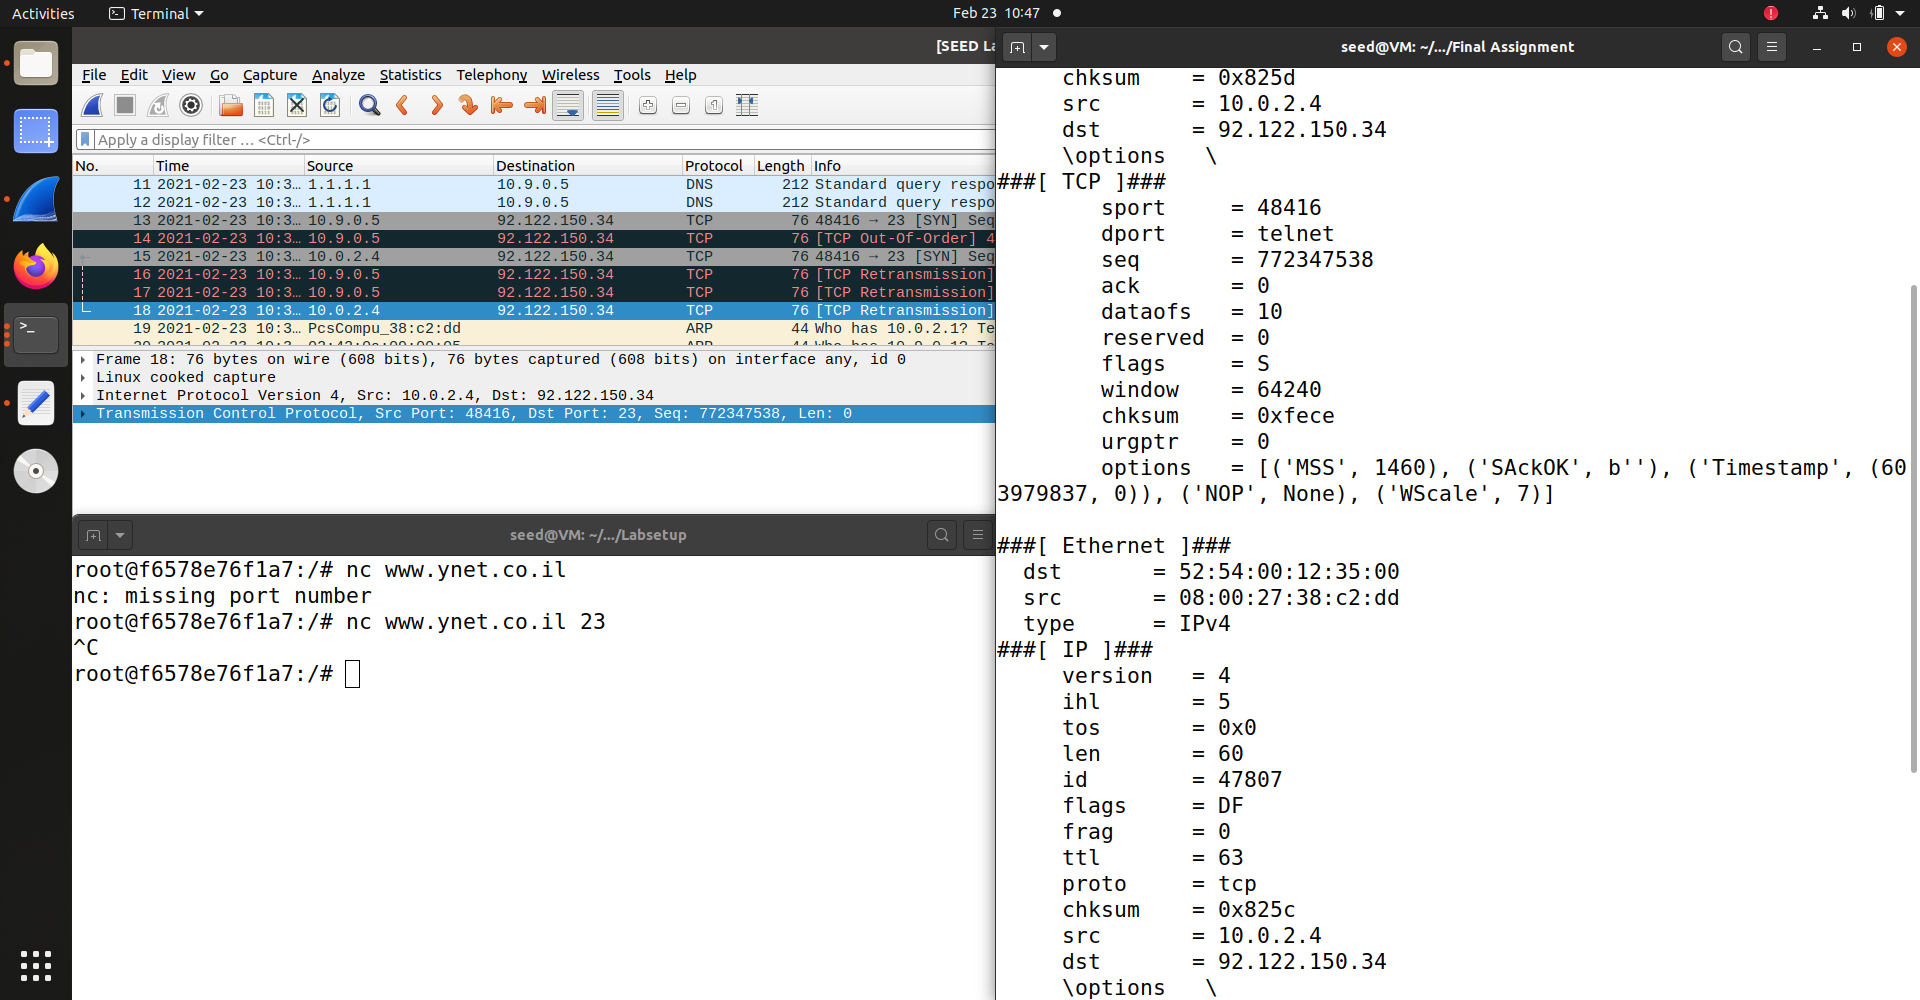 Activities
Terminal
Feb 23 10:47
[SEED La
File Edit View Go Capture Analyze Statistics Telephony Wireless Tools Help
Apply a display filter … <Ctrl-/>
No. Time Source Destination Protocol Length Info
11 2021-02-23 10:3… 1.1.1.1 10.9.0.5 DNS 212 Standard query respo
12 2021-02-23 10:3… 1.1.1.1 10.9.0.5 DNS 212 Standard query respo
13 2021-02-23 10:3… 10.9.0.5 92.122.150.34 TCP 76 48416 → 23 [SYN] Seq
14 2021-02-23 10:3… 10.9.0.5 92.122.150.34 TCP 76 [TCP Out-Of-Order] 4
15 2021-02-23 10:3… 10.0.2.4 92.122.150.34 TCP 76 48416 → 23 [SYN] Seq
16 2021-02-23 10:3… 10.9.0.5 92.122.150.34 TCP 76 [TCP Retransmission]
17 2021-02-23 10:3… 10.9.0.5 92.122.150.34 TCP 76 [TCP Retransmission]
18 2021-02-23 10:3… 10.0.2.4 92.122.150.34 TCP 76 [TCP Retransmission]
19 2021-02-23 10:3… PcsCompu_38:c2:dd ARP 44 Who has 10.0.2.1? Te
Frame 18: 76 bytes on wire (608 bits), 76 bytes captured (608 bits) on interface any, id 0
Linux cooked capture
Internet Protocol Version 4, Src: 10.0.2.4, Dst: 92.122.150.34
Transmission Control Protocol, Src Port: 48416, Dst Port: 23, Seq: 772347538, Len: 0
seed@VM: ~/.../Labsetup
root@f6578e76f1a7:/# nc www.ynet.co.il
nc: missing port number
root@f6578e76f1a7:/# nc www.ynet.co.il 23
^C
root@f6578e76f1a7:/#
seed@VM: ~/.../Final Assignment
chksum = 0x825d
src = 10.0.2.4
dst = 92.122.150.34
\options \
###[ TCP ]###
sport = 48416
dport = telnet
seq = 772347538
ack = 0
dataofs = 10
reserved = 0
flags = S
window = 64240
chksum = 0xfece
urgptr = 0
options = [('MSS', 1460), ('SAckOK', b''), ('Timestamp', (60
3979837, 0)), ('NOP', None), ('WScale', 7)]
###[ Ethernet ]###
dst = 52:54:00:12:35:00
src = 08:00:27:38:c2:dd
type = IPv4
###[ IP ]###
version = 4
ihl = 5
tos = 0x0
len = 60
id = 47807
flags = DF
frag = 0
ttl = 63
proto = tcp
chksum = 0x825c
src = 10.0.2.4
dst = 92.122.150.34
\options \